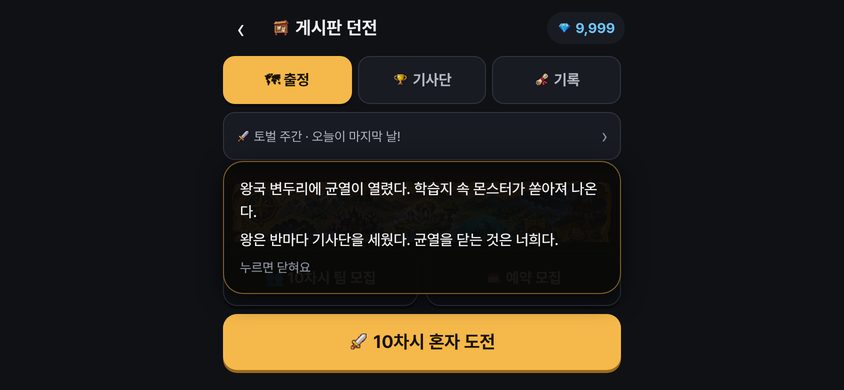 게시판 던전
9,999
출정
기사단
기록
토벌 주간 · 오늘이 마지막 날!
왕국 변두리에 균열이 열렸다. 학습지 속 몬스터가 쏟아져 나온
다.
왕은 반마다 기사단을 세웠다. 균열을 닫는 것은 너희다.
누르면 닫혀요
10차시 팀 모집
예약 모집
10차시 혼자 도전